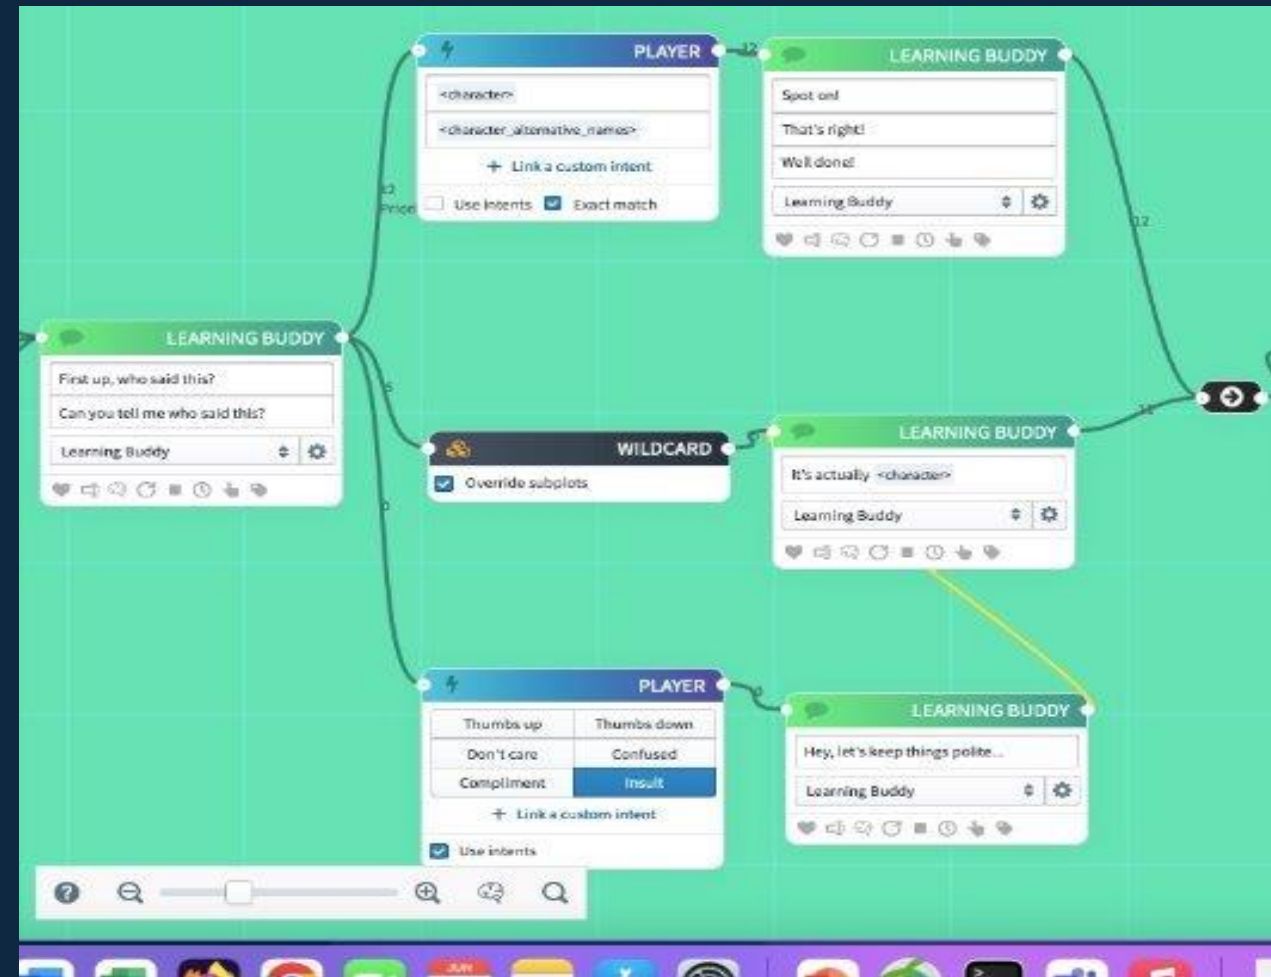 PLAYER
<character>
<character_alternative_names>
+ Link a custom intent
Use intents
Exact match
12
LEARNING BUDDY
Spot on!
That's right!
Well done!
Learning Buddy
12
LEARNING BUDDY
First up, who said this?
Can you tell me who said this?
Learning Buddy
WILDCARD
Override subplots
LEARNING BUDDY
It's actually <character>
Learning Buddy
PLAYER
Thumbs up Thumbs down
Don't care Confused
Compliment Insult
+ Link a custom intent
Use intents
LEARNING BUDDY
Hey, let's keep things polite...
Learning Buddy
JUN